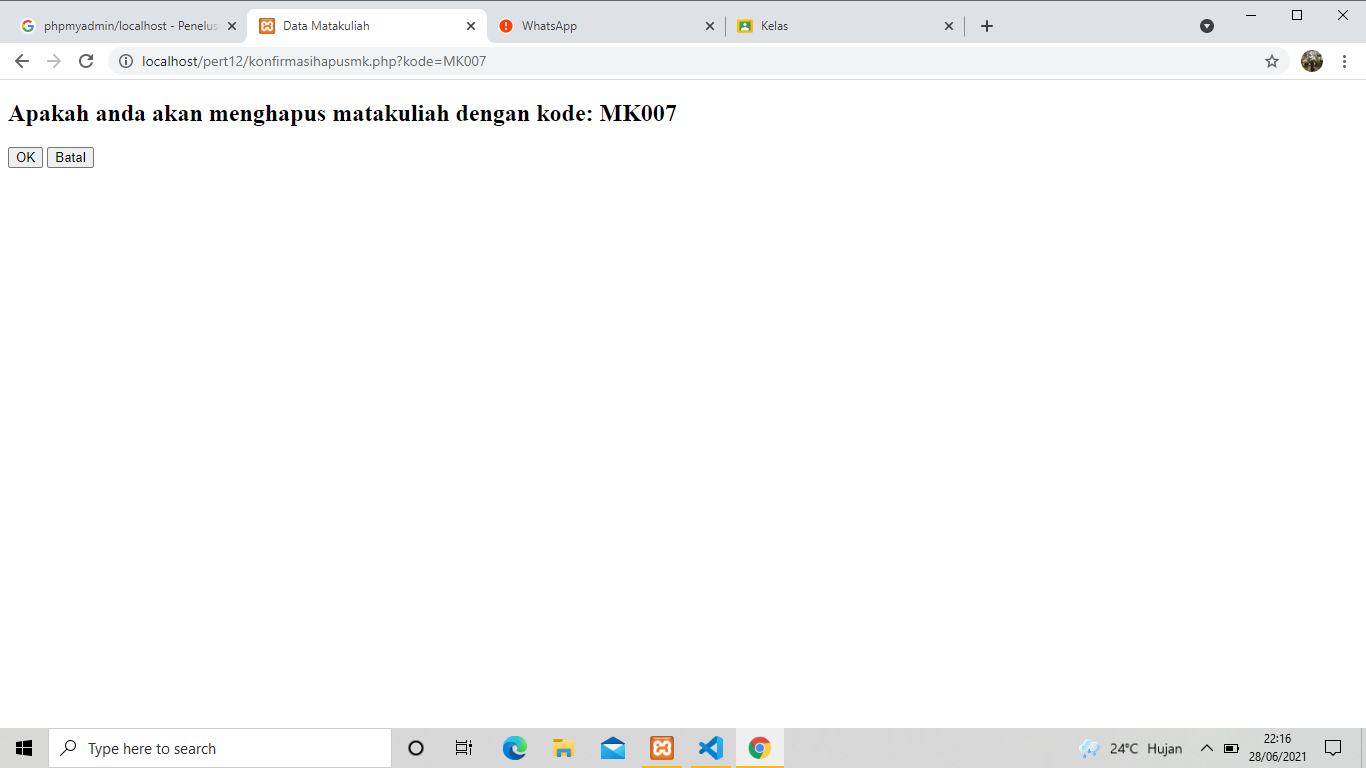 phpmyadmin/localhost - Penelus
Data Matakuliah
WhatsApp
Kelas
localhost/pert12/konfirmasihapusmk.php?kode=MK007
Apakah anda akan menghapus matakuliah dengan kode: MK007
OK Batal
Type here to search
24°C Hujan
22:16
28/06/2021